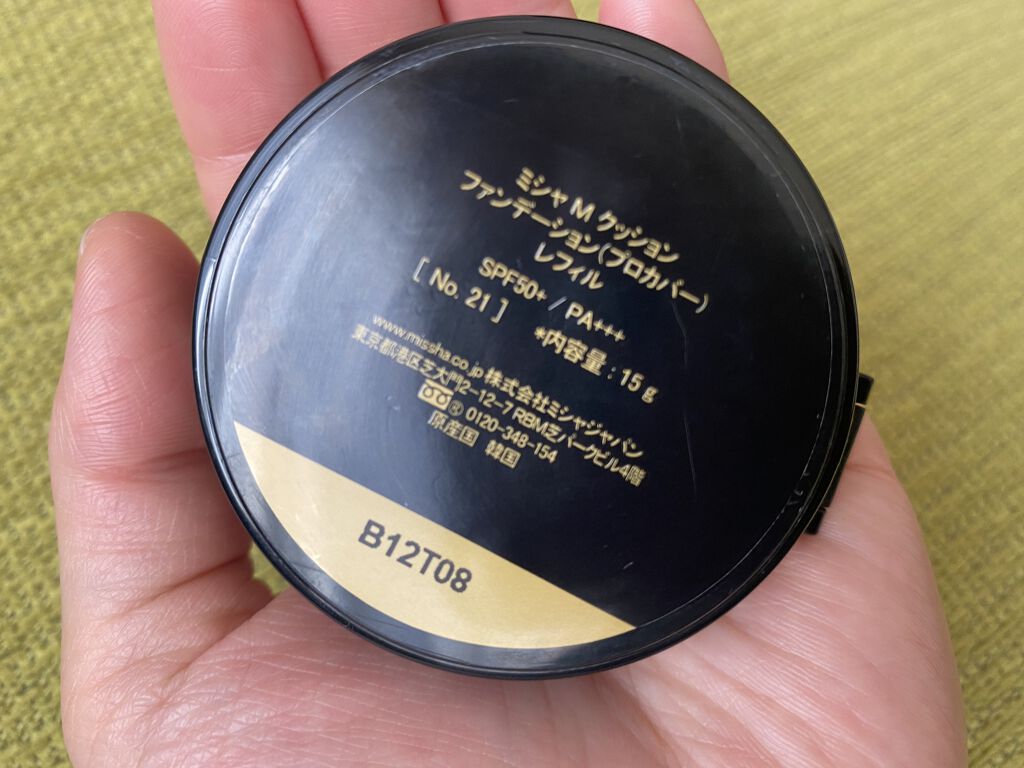 ミシャ M クッション
ファンデーション(プロカバー)
レフィル
SPF50+ / PA+++
[ No. 21 ] *内容量 : 15 g
www.missha.co.jp 株式会社ミシャジャパン
東京都港区芝大門2-12-7 RBM芝パークビル4階
® 0120-348-154
原産国 韓国
B12T08